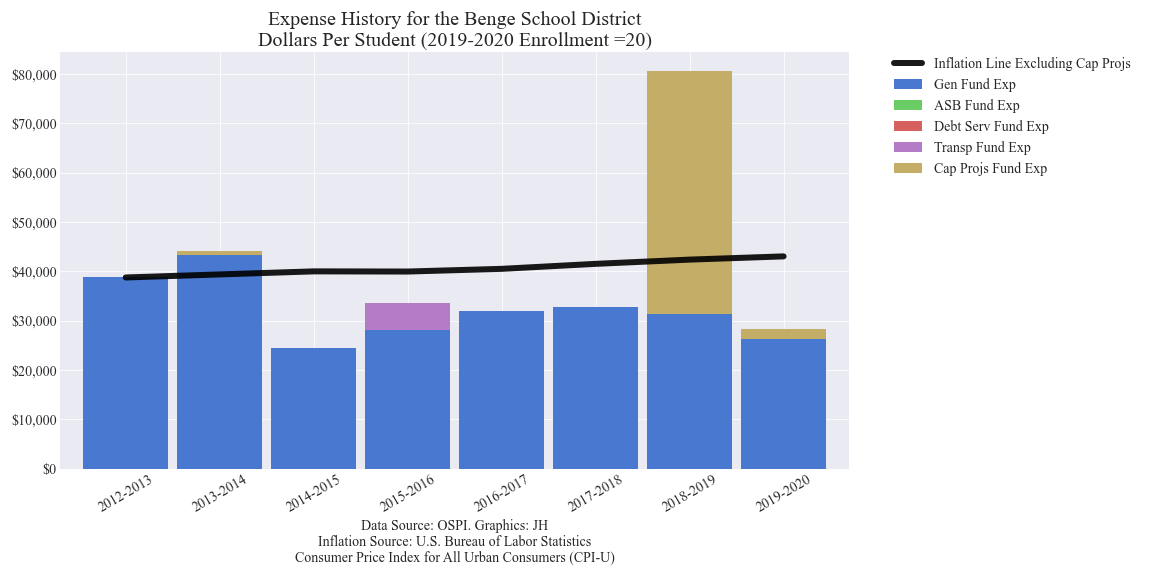 Expense History for the Benge School District
Dollars Per Student (2019-2020 Enrollment =20)
Inflation Line Excluding Cap Projs
Gen Fund Exp
ASB Fund Exp
Debt Serv Fund Exp
Transp Fund Exp
Cap Projs Fund Exp
$80,000
$70,000
$60,000
$50,000
$40,000
$30,000
$20,000
$10,000
$0
2012-2013
2013-2014
2014-2015
2015-2016
2016-2017
2017-2018
2018-2019
2019-2020
Data Source: OSPI. Graphics: JH
Inflation Source: U.S. Bureau of Labor Statistics
Consumer Price Index for All Urban Consumers (CPI-U)